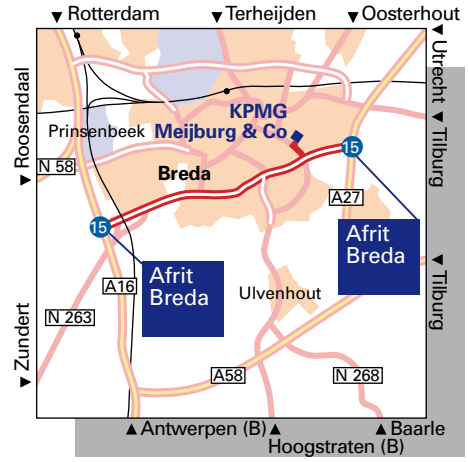 Rotterdam
Terheijden
Oosterhout
Utrecht
Roosendaal
KPMG
Prinsenbeek
Meijburg & Co
Tilburg
15
N 58
Breda
A27
15
Afrit
Breda
Afrit
Breda
A16
Ulvenhout
Tilburg
N 263
Zundert
A58
N 268
Antwerpen (B)
Baarle
Hoogstraten (B)